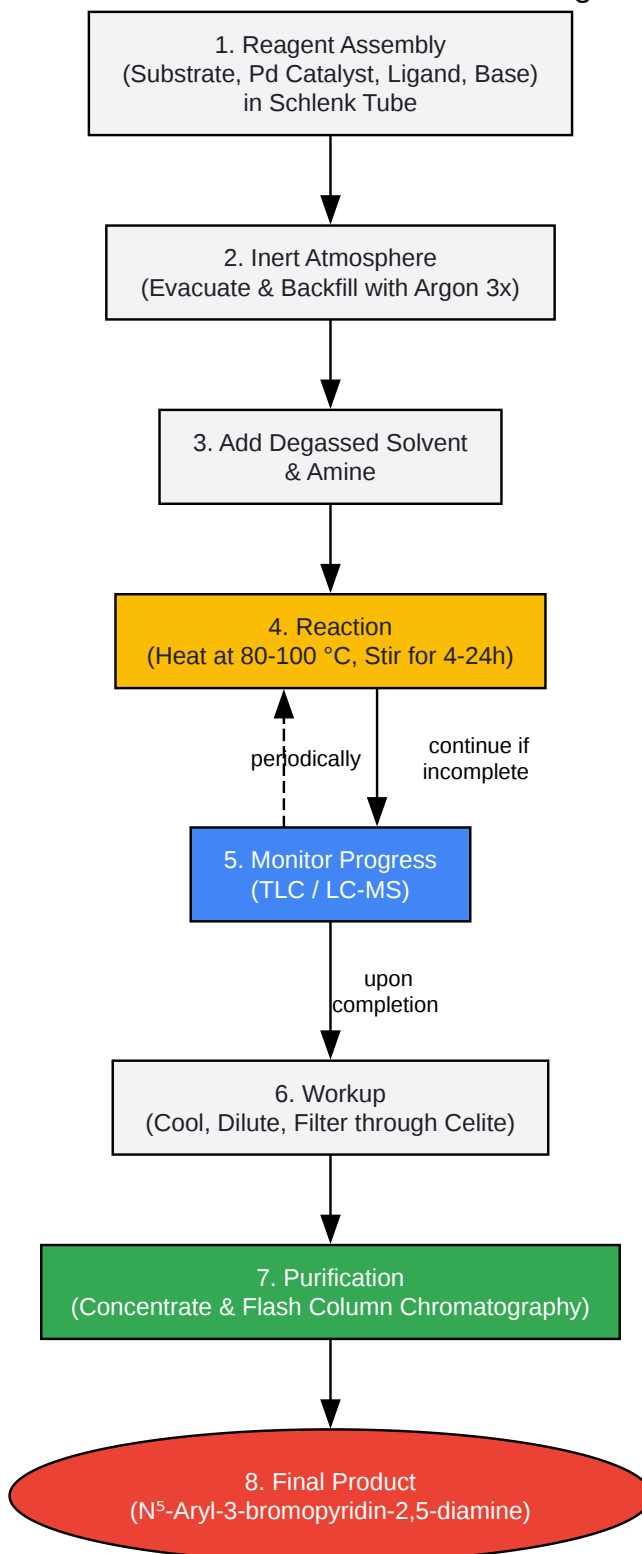 1. Reagent Assembly
(Substrate, Pd Catalyst, Ligand, Base)
in Schlenk Tube
2. Inert Atmosphere
(Evacuate & Backfill with Argon 3x)
3. Add Degassed Solvent
& Amine
4. Reaction
(Heat at 80-100 °C, Stir for 4-24h)
periodically
continue if
incomplete
5. Monitor Progress
(TLC / LC-MS)
upon
completion
6. Workup
(Cool, Dilute, Filter through Celite)
7. Purification
(Concentrate & Flash Column Chromatography)
8. Final Product
(N⁵-Aryl-3-bromopyridin-2,5-diamine)